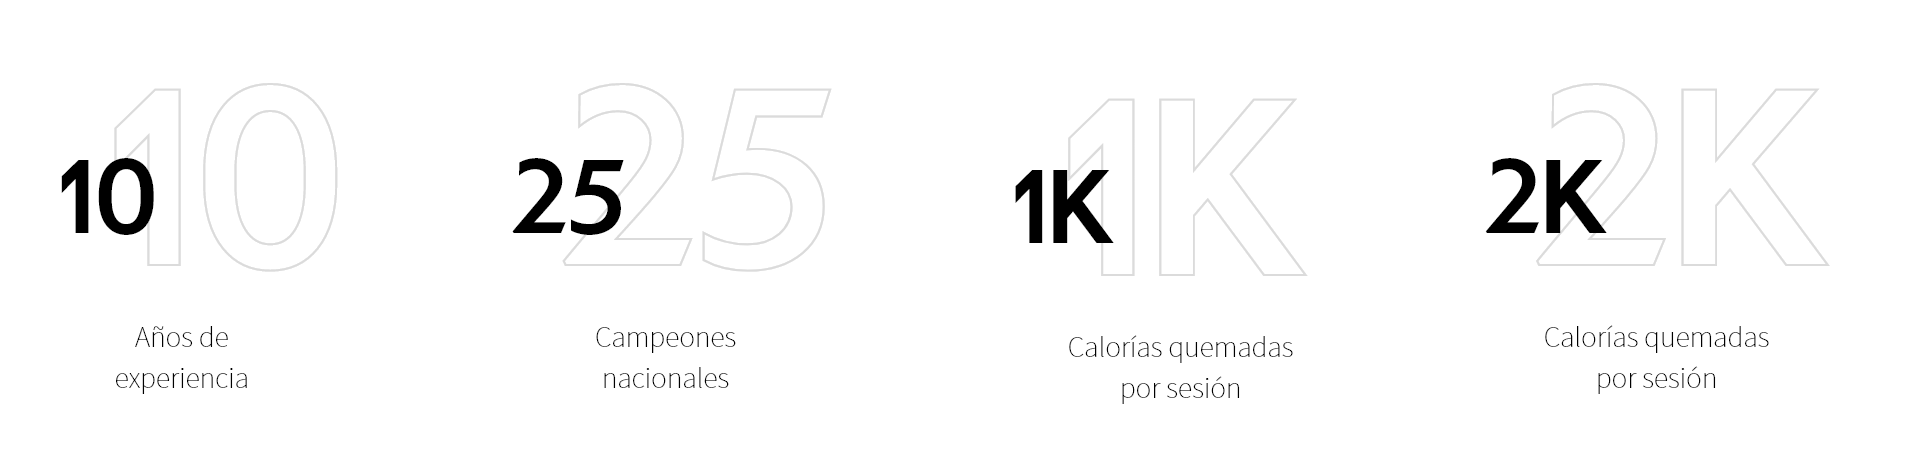 10 10
Años de
experiencia
25 25
Campeones
nacionales
1K 1K
Calorías quemadas
por sesión
2K 2K
Calorías quemadas
por sesión